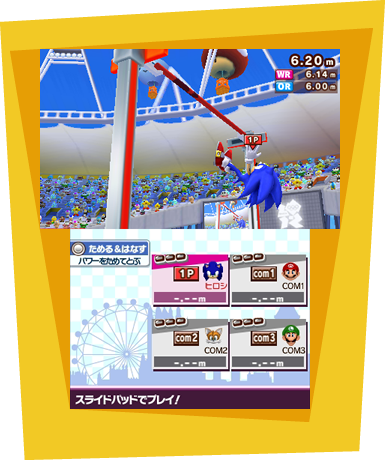 6.20 m
WR 6.14 m
OR 6.00 m
1P
ためる&はなす
パワーをためてとぶ
1P ヒロシ
-.-- m
com1 COM1
-.-- m
com2 COM2
-.-- m
com3 COM3
-.-- m
スライドパッドでプレイ!